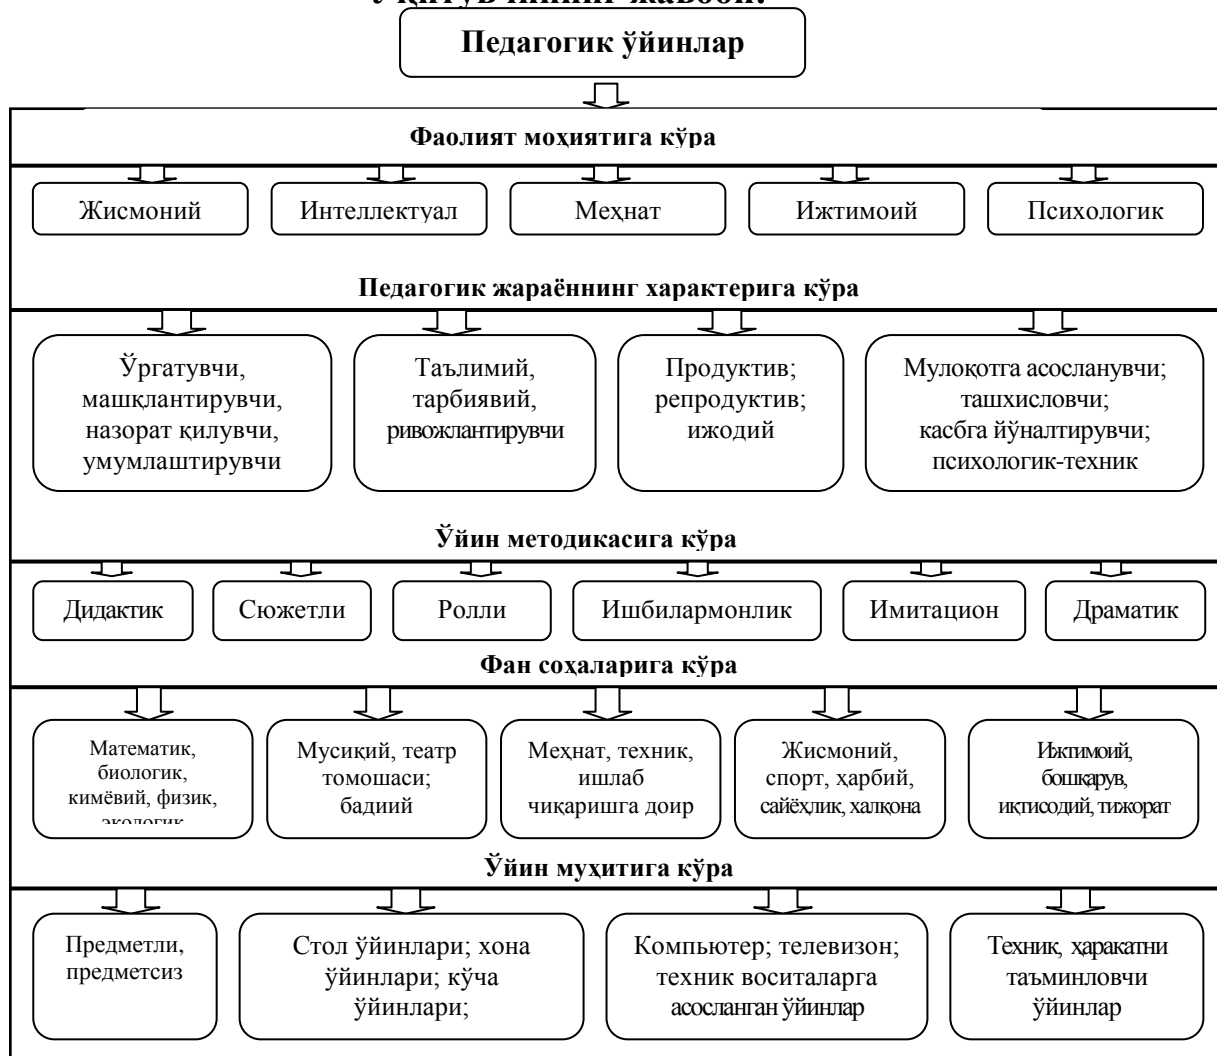 Педагогик ўйинлар
Фаолият моҳиятига кўра
Жисмоний
Интеллектуал
Меҳнат
Ижтимоий
Психологик
Педагогик жараённинг характерига кўра
Ўргатувчи,
машқлантирувчи,
назорат қилувчи,
умумлаштирувчи
Таълимий,
тарбиявий,
ривожлантирувчи
Продуктив;
репродуктив;
ижодий
Мулоқотга асосланувчи;
ташхисловчи;
касбга йўналтирувчи;
психологик-техник
Ўйин методикасига кўра
Дидактик
Сюжетли
Ролли
Ишбилармонлик
Имитацион
Драматик
Фан соҳаларига кўра
Математик,
биологик,
кимёвий, физик,
экологик
Мусиқий, театр
томошаси;
бадиий
Меҳнат, техник,
ишлаб
чиқаришга доир
Жисмоний,
спорт, ҳарбий,
сайёҳлик, халқона
Ижтимоий,
бошқарув,
иқтисодий, тижорат
Ўйин муҳитига кўра
Предметли,
предметсиз
Стол ўйинлари; хона
ўйинлари; кўча
ўйинлари;
Компьютер; телевизон;
техник воситаларга
асосланган ўйинлар
Техник, ҳаракатни
таъминловчи
ўйинлар